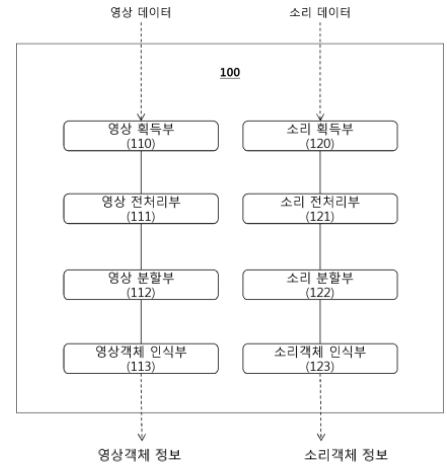 영상 데이터 소리 데이터
100
영상 획득부 소리 획득부
(110) (120)
영상 전처리부 소리 전처리부
(111) (121)
영상 분할부 소리 분할부
(112) (122)
영상객체 인식부 소리객체 인식부
(113) (123)
영상객체 정보 소리객체 정보